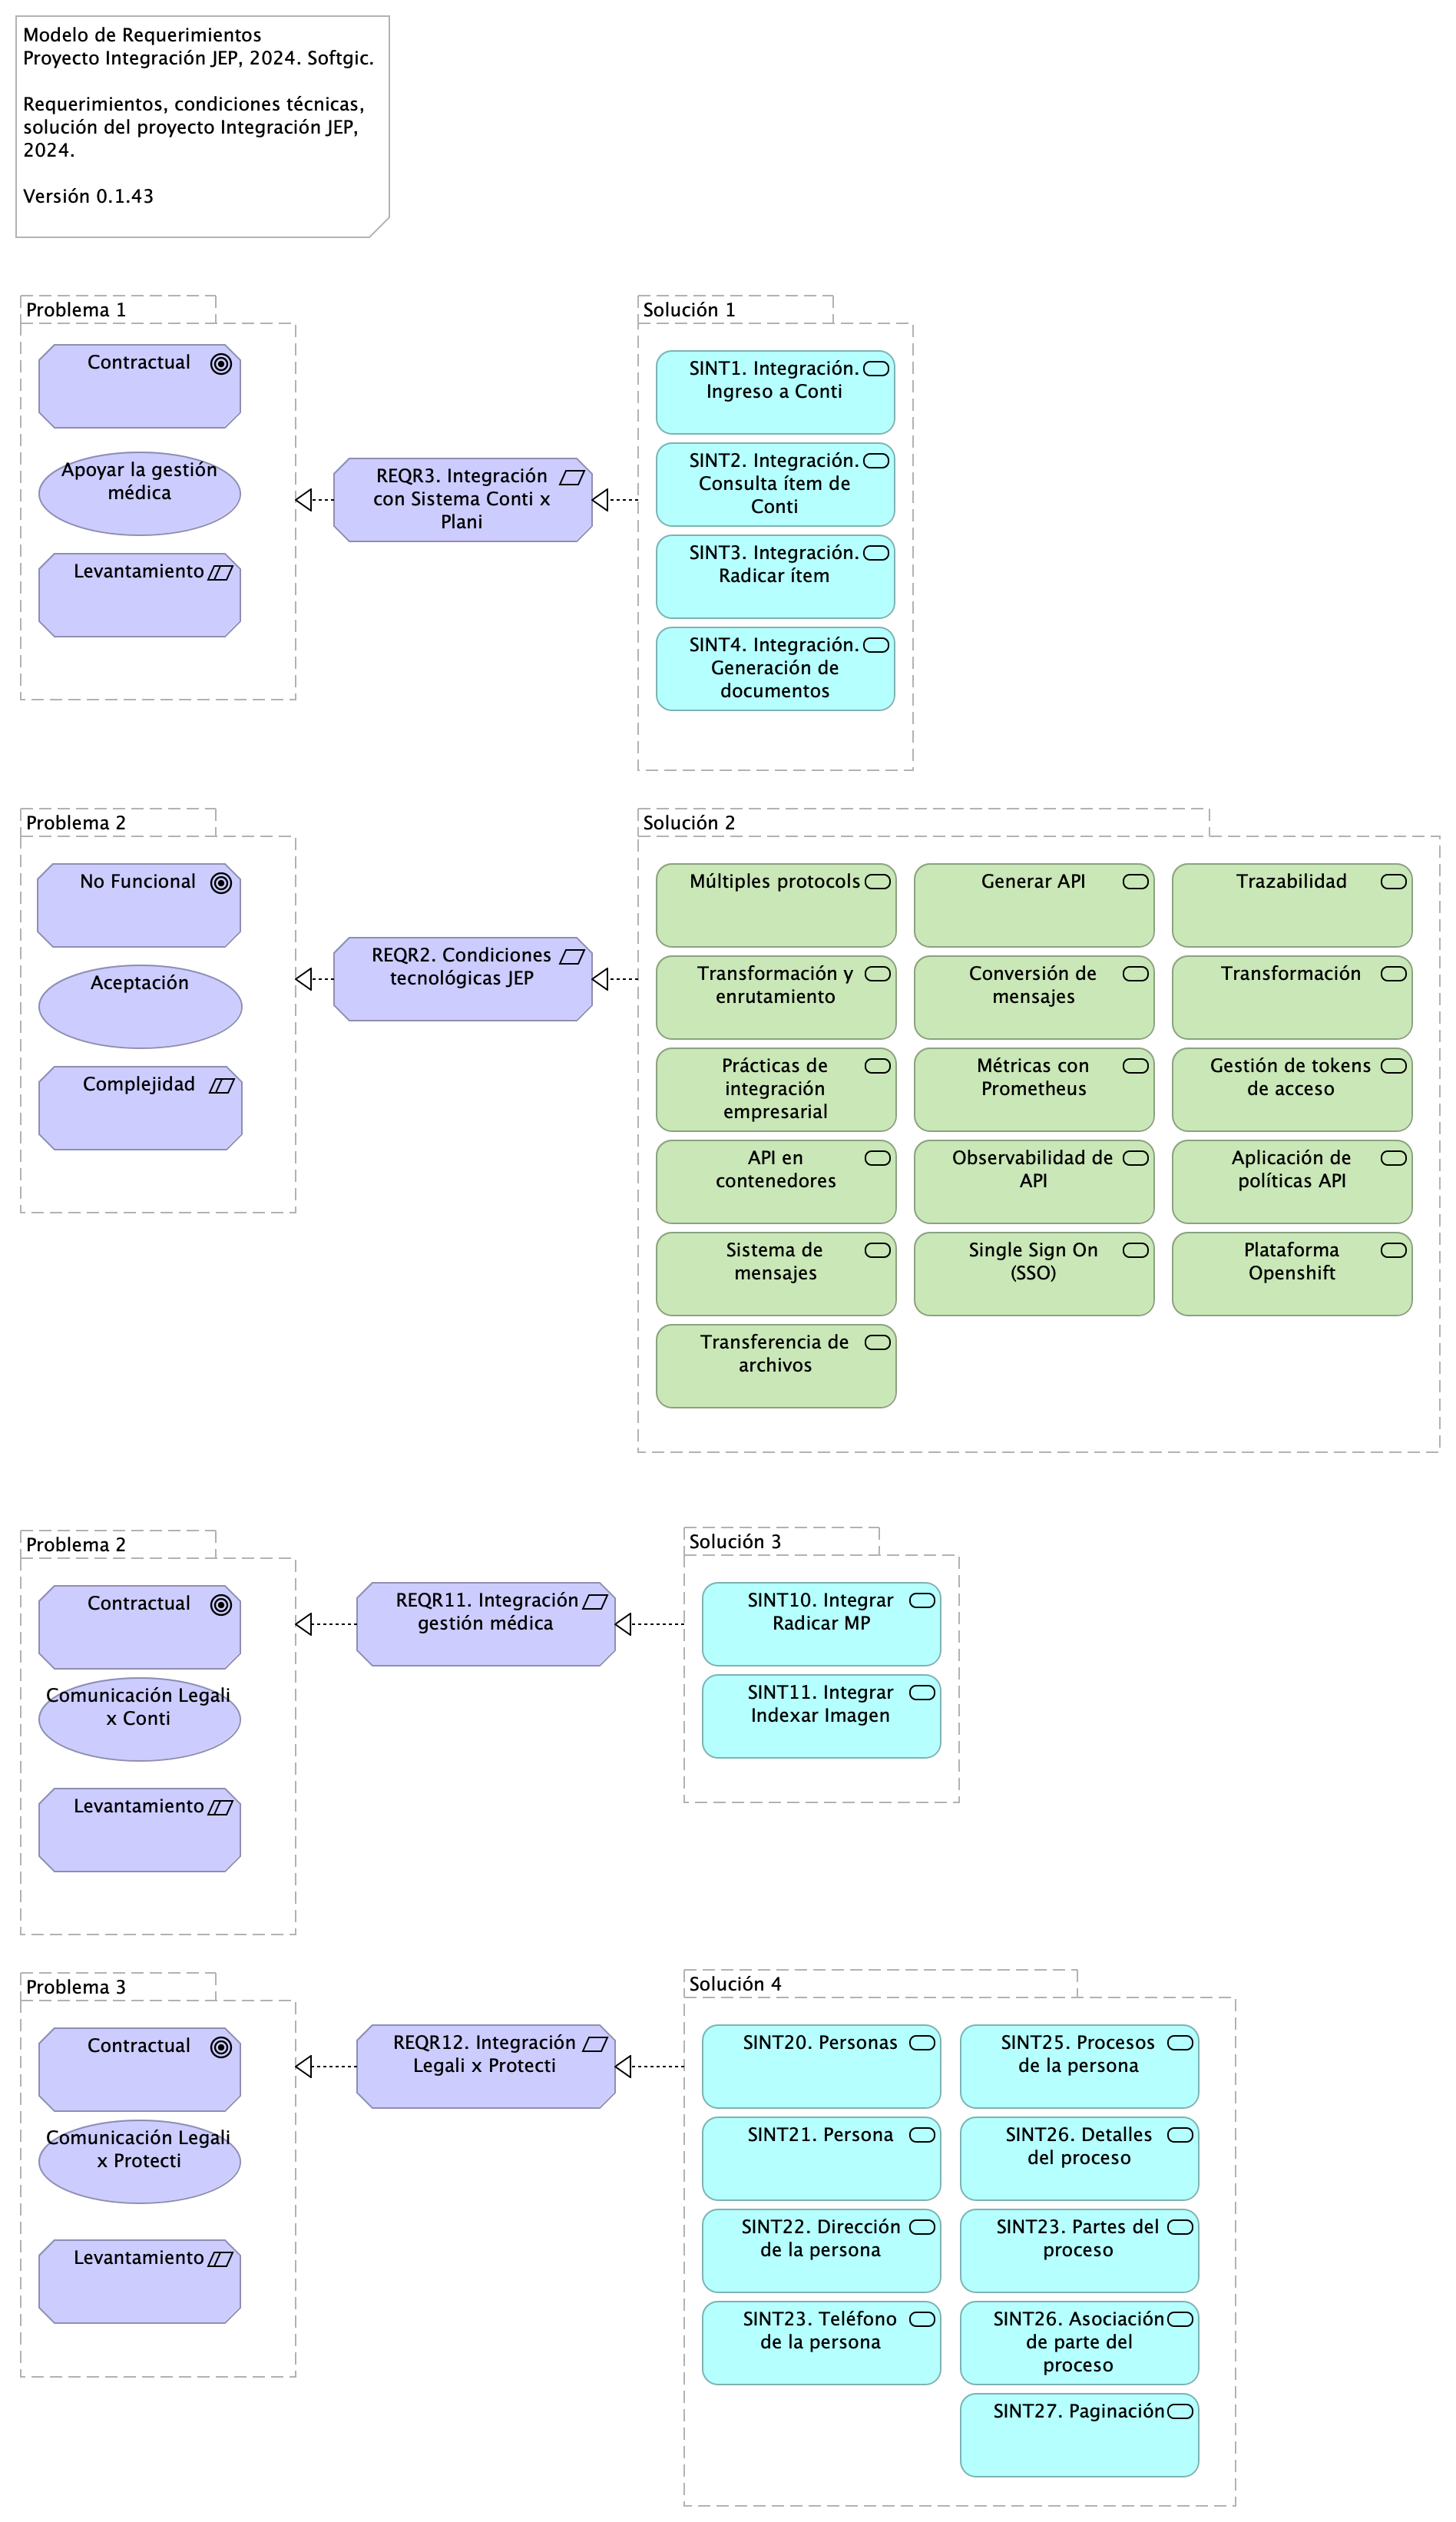 Modelo de Requerimientos
Proyecto Integración JEP, 2024. Softgic.
Requerimientos, condiciones técnicas,
solución del proyecto Integración JEP,
2024.
Versión 0.1.43
Problema 1
Contractual
Apoyar la gestión
médica
Levantamiento
REQR3. Integración
con Sistema Conti x
Plani
Solución 1
SINT1. Integración.
Ingreso a Conti
SINT2. Integración.
Consulta ítem de
Conti
SINT3. Integración.
Radicar ítem
SINT4. Integración.
Generación de
documentos
Problema 2
No Funcional
Aceptación
Complejidad
REQR2. Condiciones
tecnológicas JEP
Solución 2
Múltiples protocols
Generar API
Trazabilidad
Transformación y
enrutamiento
Conversión de
mensajes
Transformación
Prácticas de
integración
empresarial
Métricas con
Prometheus
Gestión de tokens
de acceso
API en
contenedores
Observabilidad de
API
Aplicación de
políticas API
Sistema de
mensajes
Single Sign On
(SSO)
Plataforma
Openshift
Transferencia de
archivos
Problema 2
Contractual
Comunicación Legali
x Conti
Levantamiento
REQR11. Integración
gestión médica
Solución 3
SINT10. Integrar
Radicar MP
SINT11. Integrar
Indexar Imagen
Problema 3
Contractual
Comunicación Legali
x Protecti
Levantamiento
REQR12. Integración
Legali x Protecti
Solución 4
SINT20. Personas
SINT25. Procesos
de la persona
SINT21. Persona
SINT26. Detalles
del proceso
SINT22. Dirección
de la persona
SINT23. Partes del
proceso
SINT23. Teléfono
de la persona
SINT26. Asociación
de parte del
proceso
SINT27. Paginación